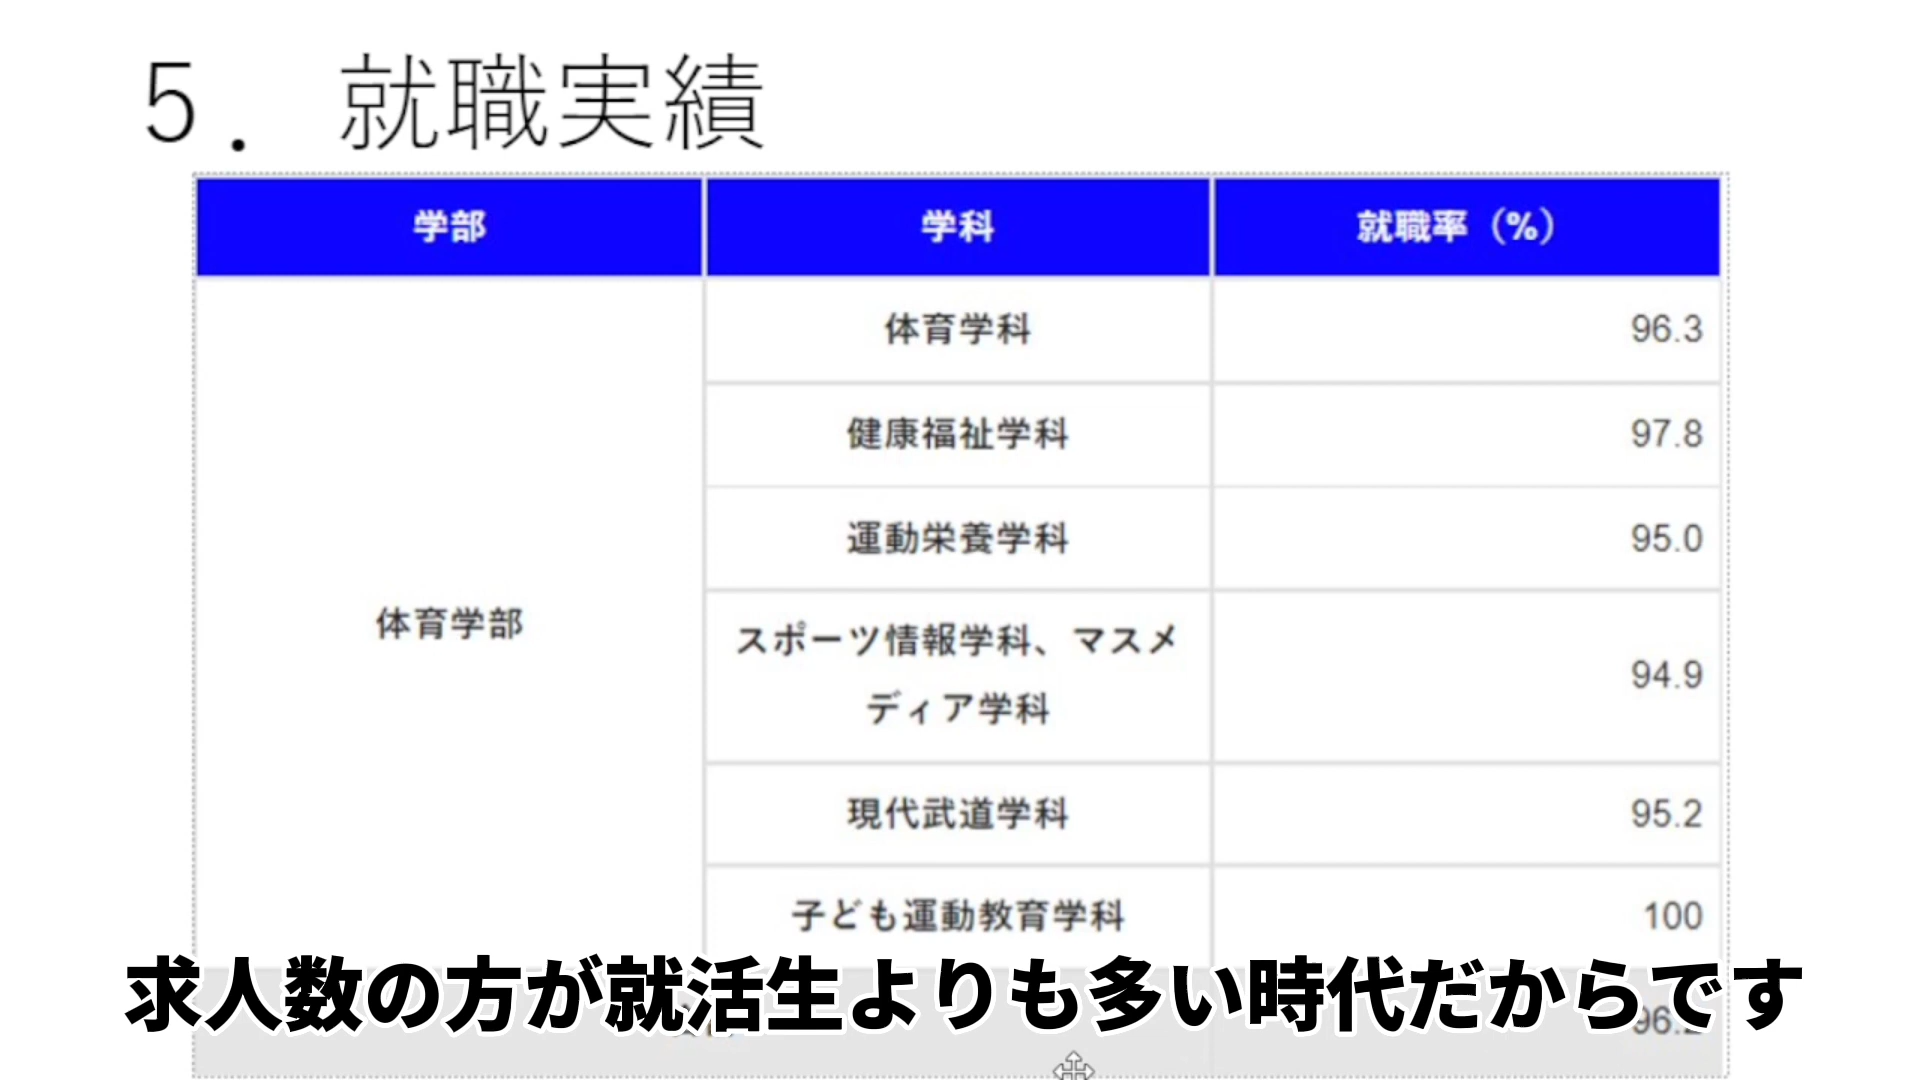 5. 就職実績
学部 学科 就職率（%）
体育学科 96.3
健康福祉学科 97.8
運動栄養学科 95.0
体育学部
スポーツ情報学科、マスメ
ディア学科
94.9
現代武道学科 95.2
子ども運動教育学科 100
求人数の方が就活生よりも多い時代だからです